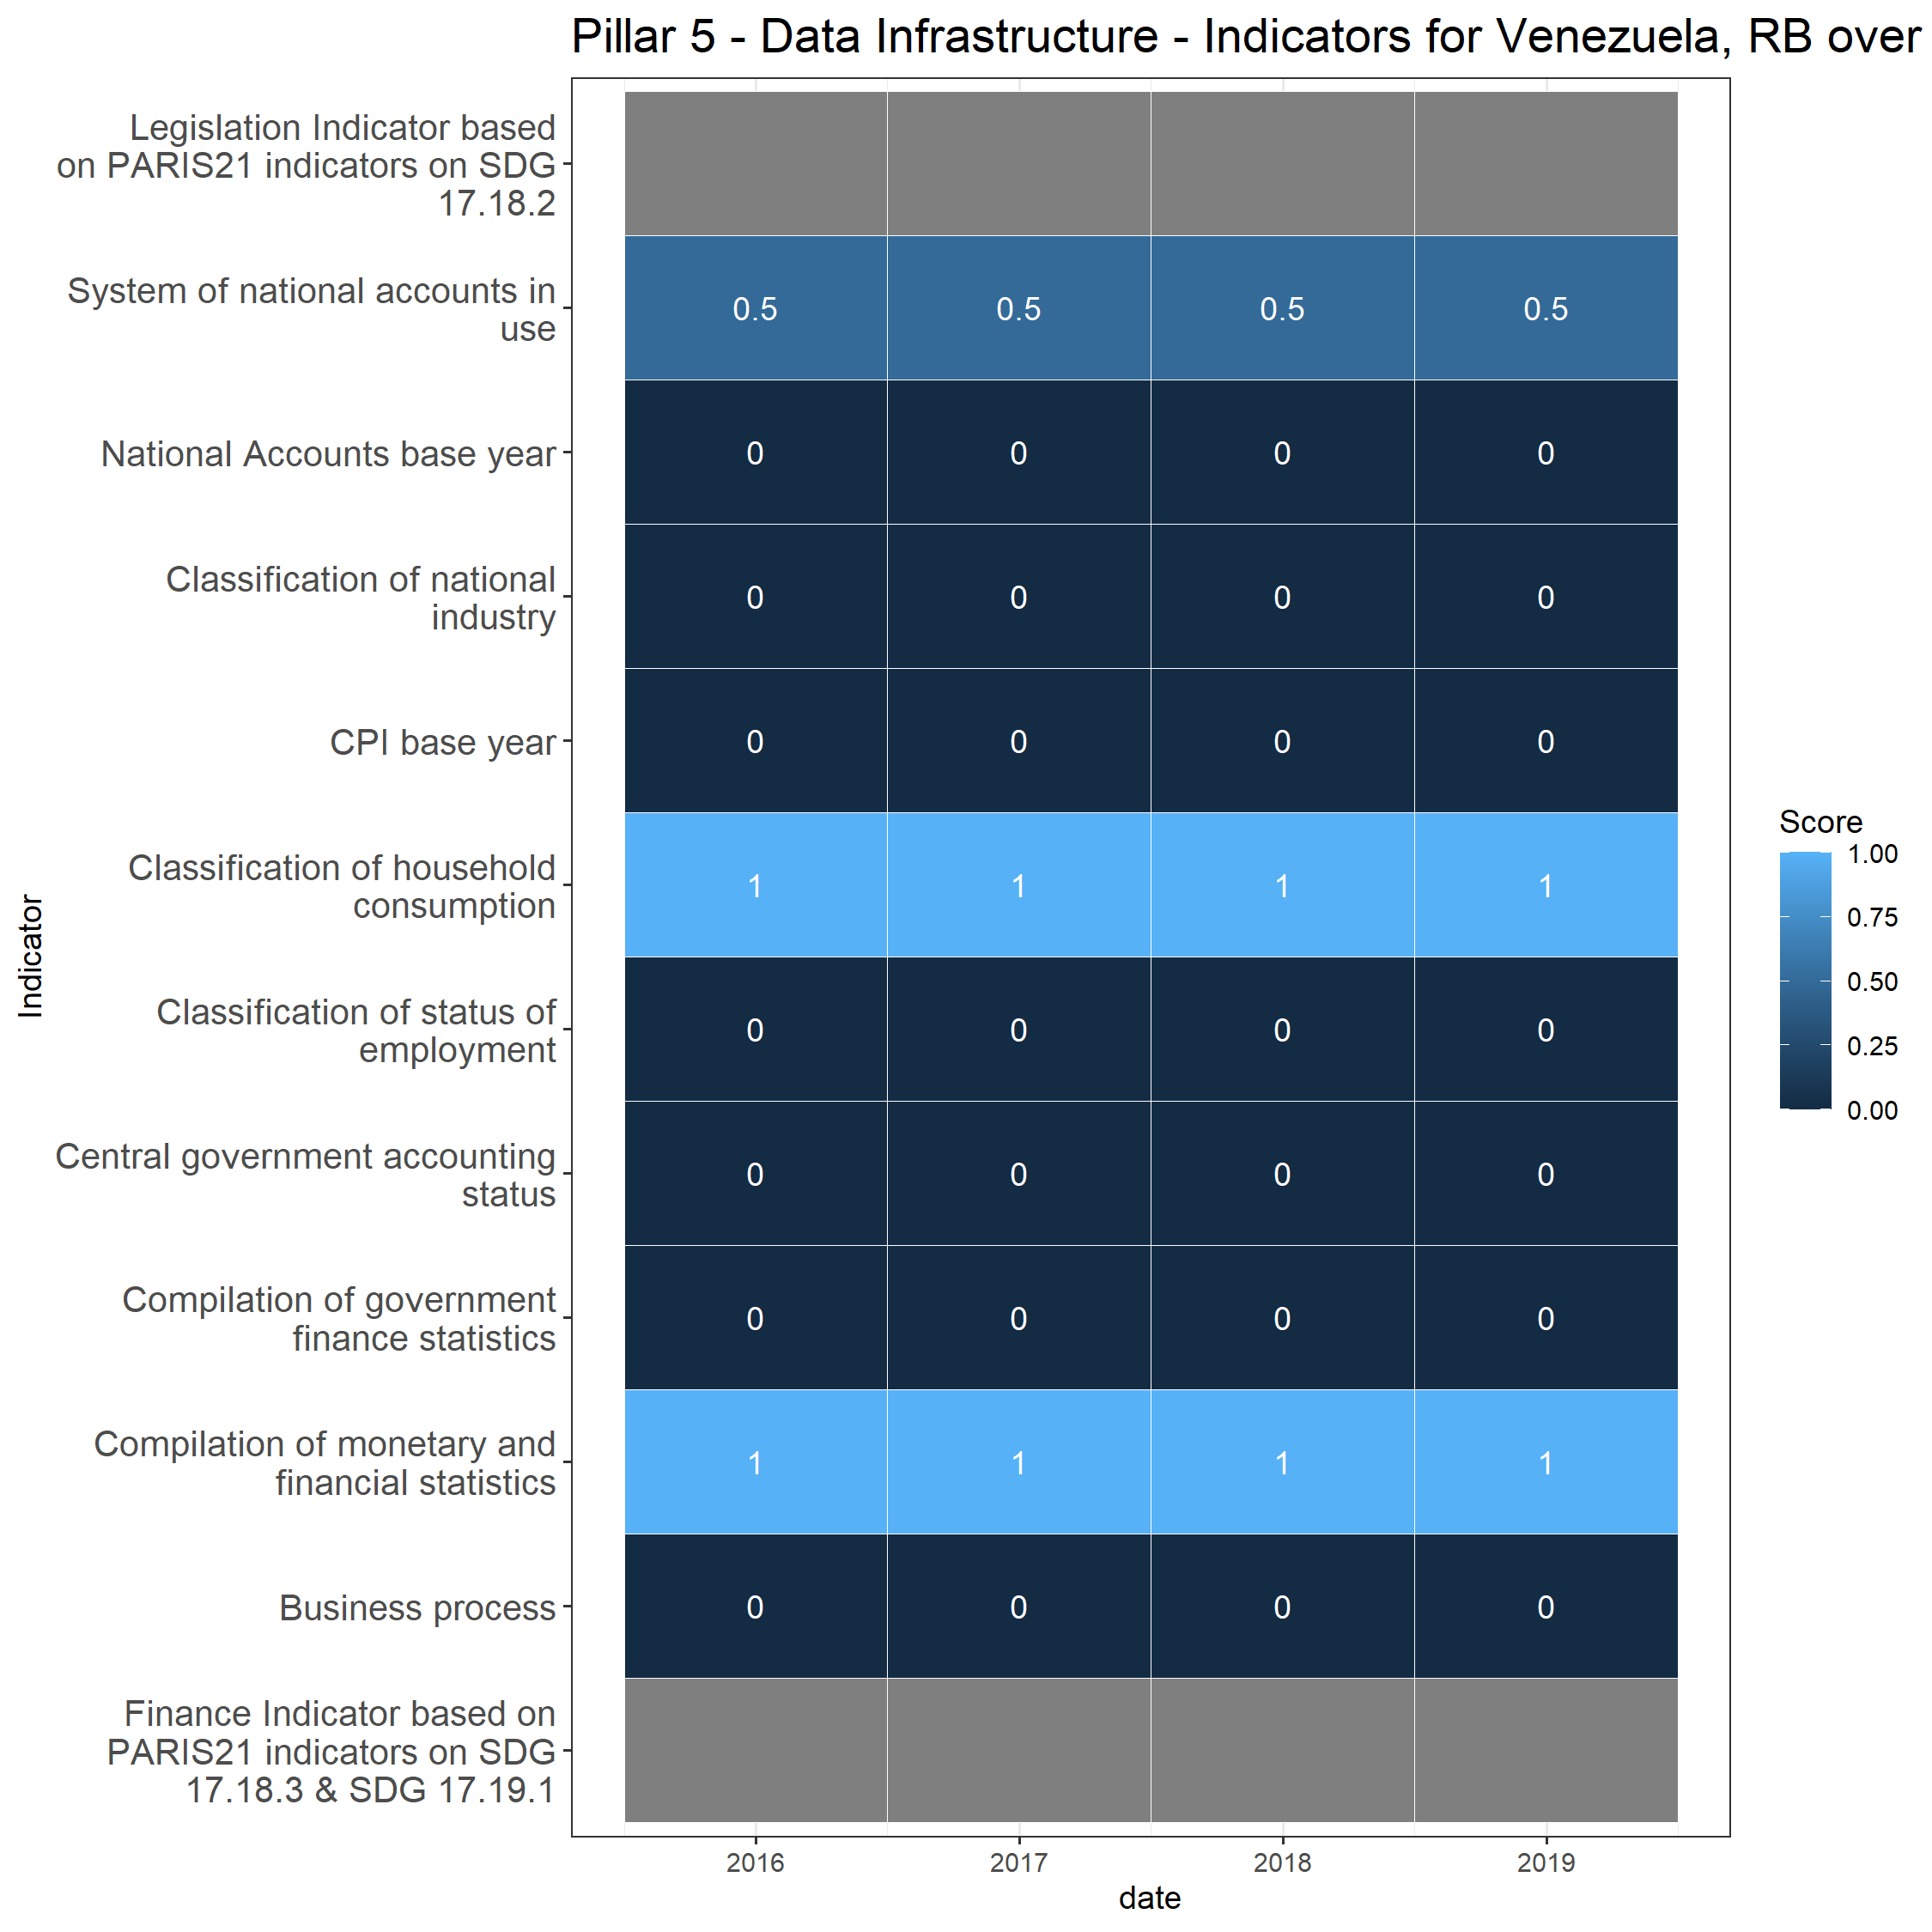 Pillar 5 - Data Infrastructure - Indicators for Venezuela, RB over
Legislation Indicator based
on PARIS21 indicators on SDG
17.18.2
System of national accounts in
use
0.5 0.5 0.5 0.5
National Accounts base year
0 0 0 0
Classification of national
industry
0 0 0 0
CPI base year
0 0 0 0
Classification of household
consumption
1 1 1 1
Classification of status of
employment
0 0 0 0
Central government accounting
status
0 0 0 0
Compilation of government
finance statistics
0 0 0 0
Compilation of monetary and
financial statistics
1 1 1 1
Business process
0 0 0 0
Finance Indicator based on
PARIS21 indicators on SDG
17.18.3 & SDG 17.19.1
Indicator
2016 2017 2018 2019
date
Score
1.00
0.75
0.50
0.25
0.00